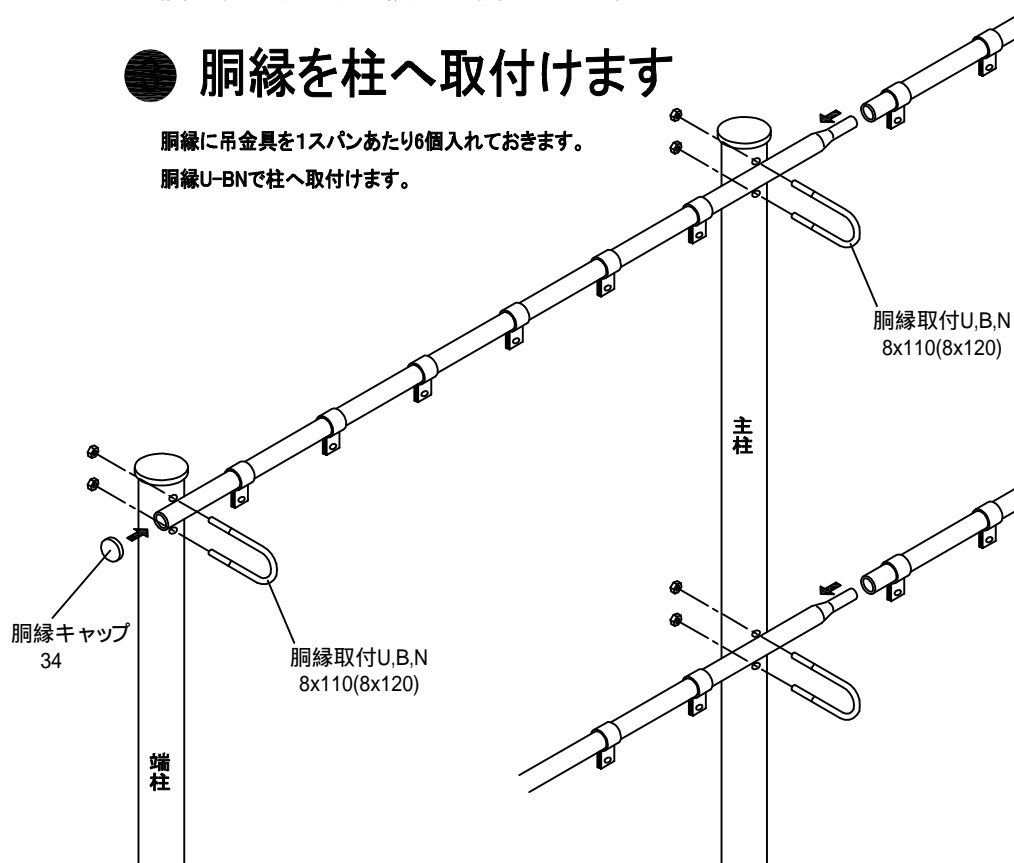 胴縁を柱へ取付けます
胴縁に吊金具を1スパンあたり6個入れておきます。
胴縁U-BNで柱へ取付けます。
胴縁取付U,B,N
8x110(8x120)
主柱
胴縁キャップ
34
胴縁取付U,B,N
8x110(8x120)
端柱